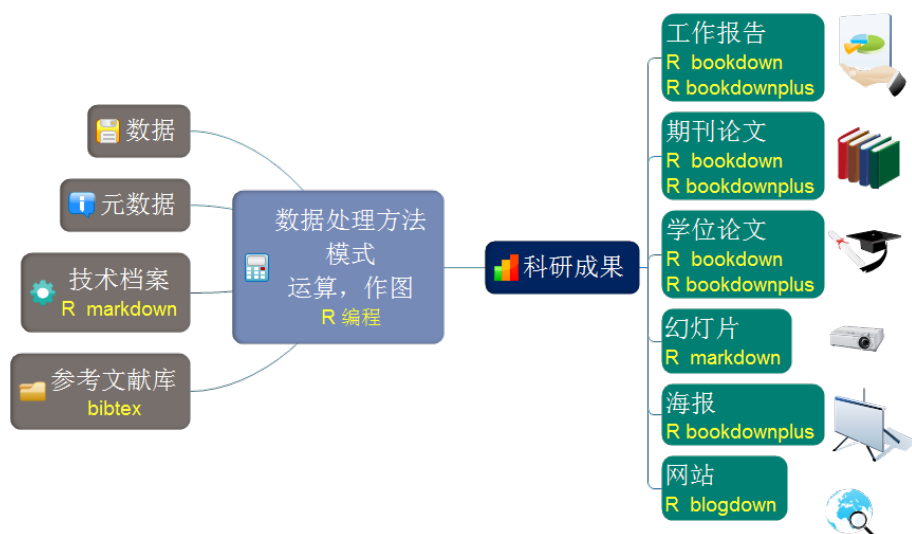 数据
元数据
技术档案
R markdown
参考文献库
bibtex
数据处理方法
模式
运算，作图
R 编程
科研成果
工作报告
R bookdown
R bookdownplus
期刊论文
R bookdown
R bookdownplus
学位论文
R bookdown
R bookdownplus
幻灯片
R markdown
海报
R bookdownplus
网站
R blogdown